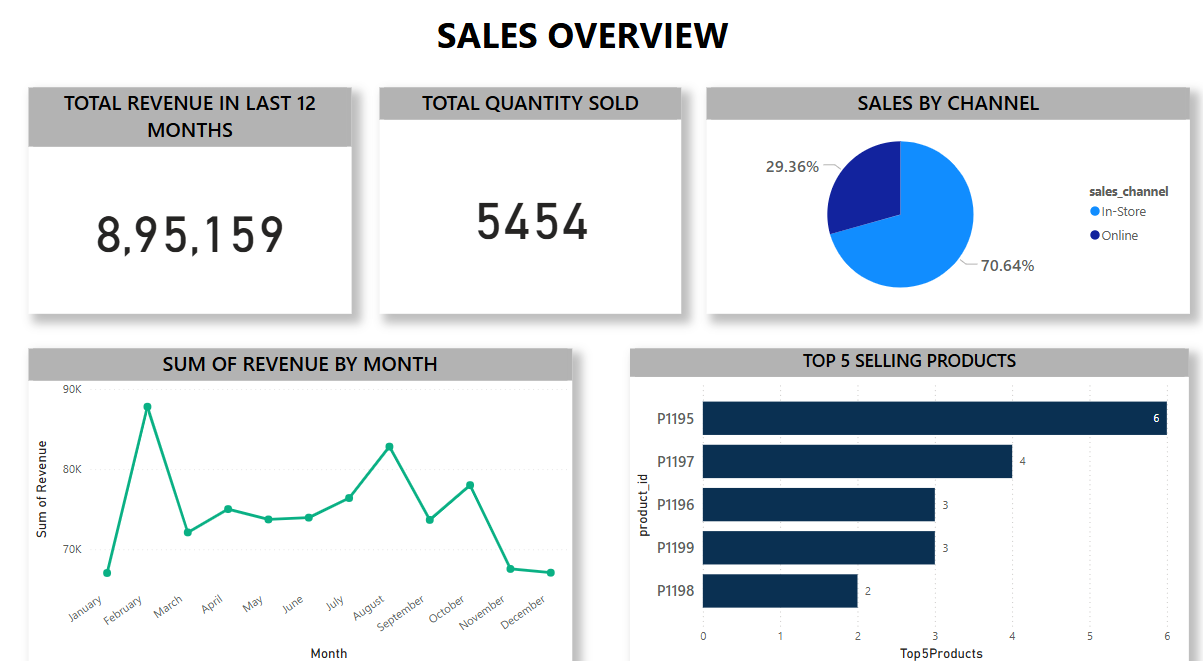 SALES OVERVIEW
TOTAL REVENUE IN LAST 12
MONTHS
8,95,159
TOTAL QUANTITY SOLD
5454
SALES BY CHANNEL
29.36%
70.64%
sales_channel
In-Store
Online
SUM OF REVENUE BY MONTH
Sum of Revenue
90K
80K
70K
January
February
March
April
May
June
July
August
September
October
November
December
Month
TOP 5 SELLING PRODUCTS
product_id
P1195
6
P1197
4
P1196
3
P1199
3
P1198
2
0 1 2 3 4 5 6
Top5Products